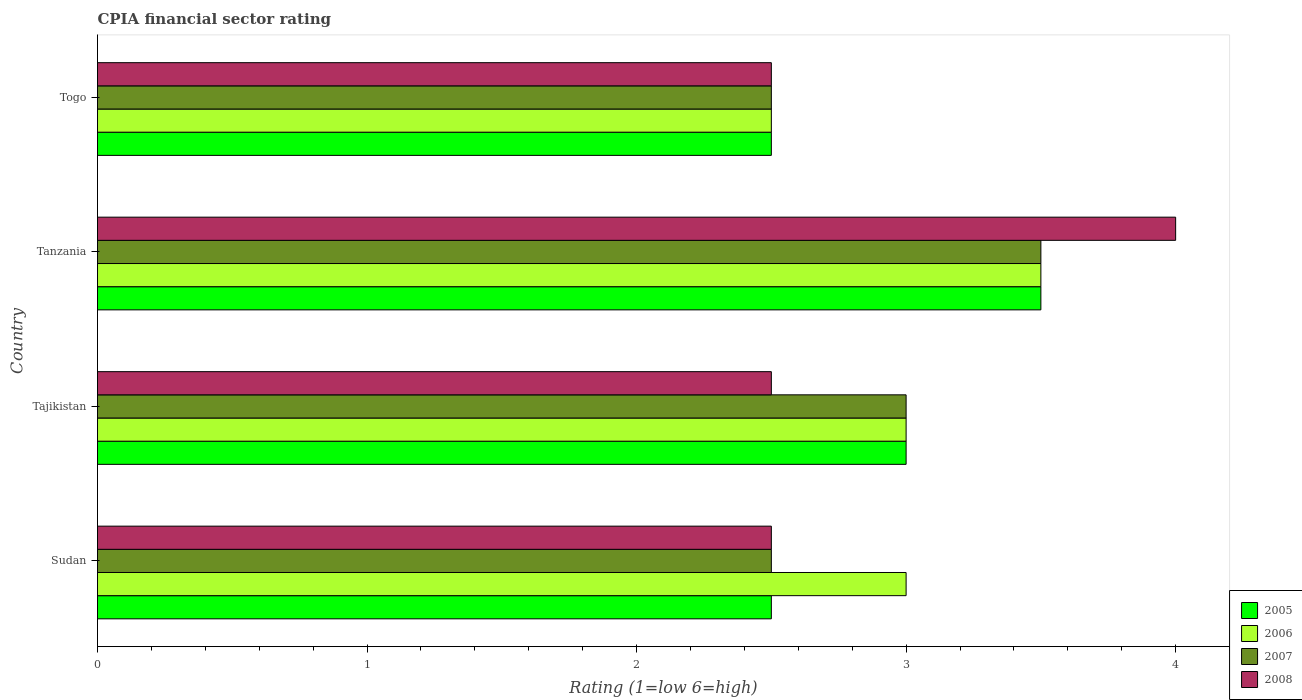 CPIA financial sector rating
Togo
Tanzania
Tajikistan
Sudan
Country
0
1
2
3
4
Rating (1=low 6=high)
2005
2006
2007
2008